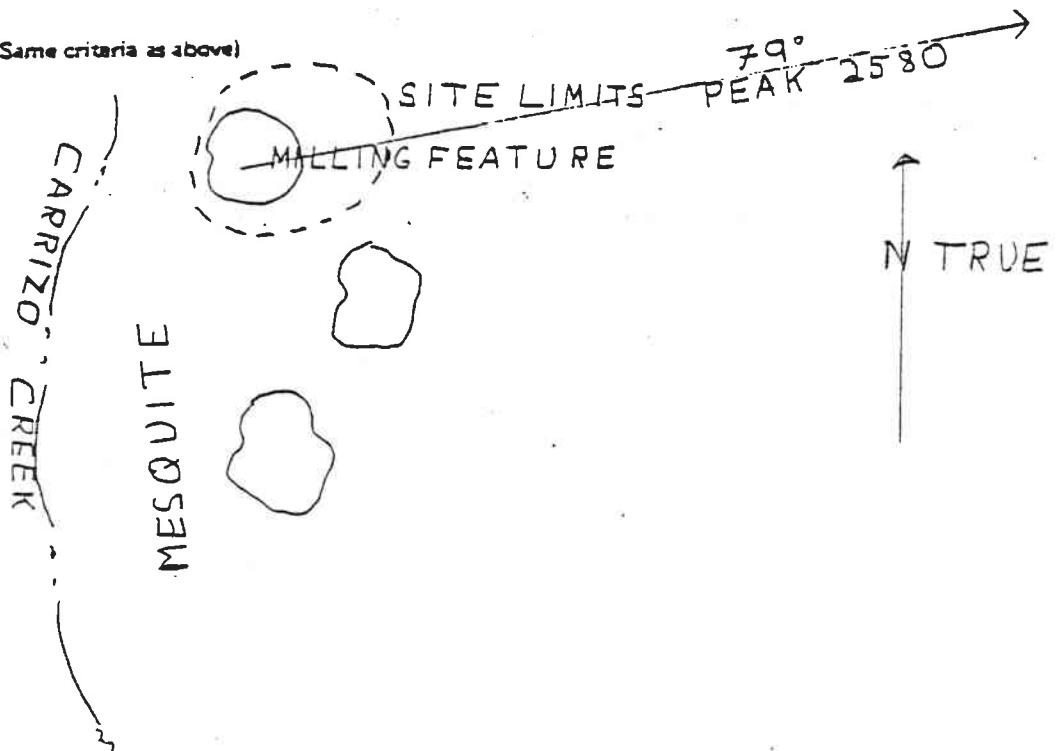 Same criteria as above)
79°
PEAK 2580
SITE LIMITS
MILLING FEATURE
CARRIZO CREEK
MESQUITE
N TRUE